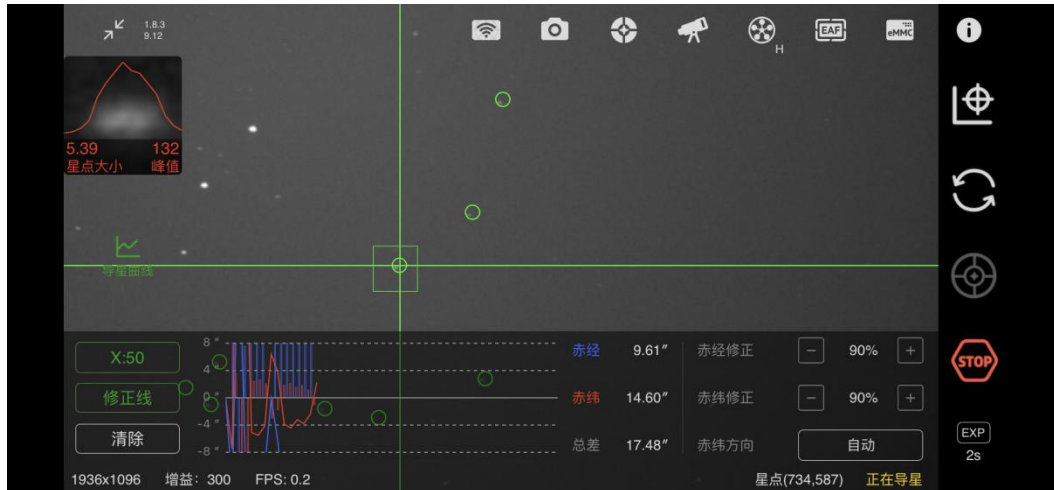 1.8.3
9.12
H
EAF
eMMC
i
5.39 132
星点大小 峰值
导星曲线
X:50
修正线
清除
8 "
4 "
0 "
-4 "
-8 "
赤经 9.61" 赤经修正 − 90% +
赤纬 14.60" 赤纬修正 − 90% +
总差 17.48" 赤纬方向 自动
STOP
EXP
2s
1936x1096 增益：300 FPS: 0.2 星点(734,587) 正在导星